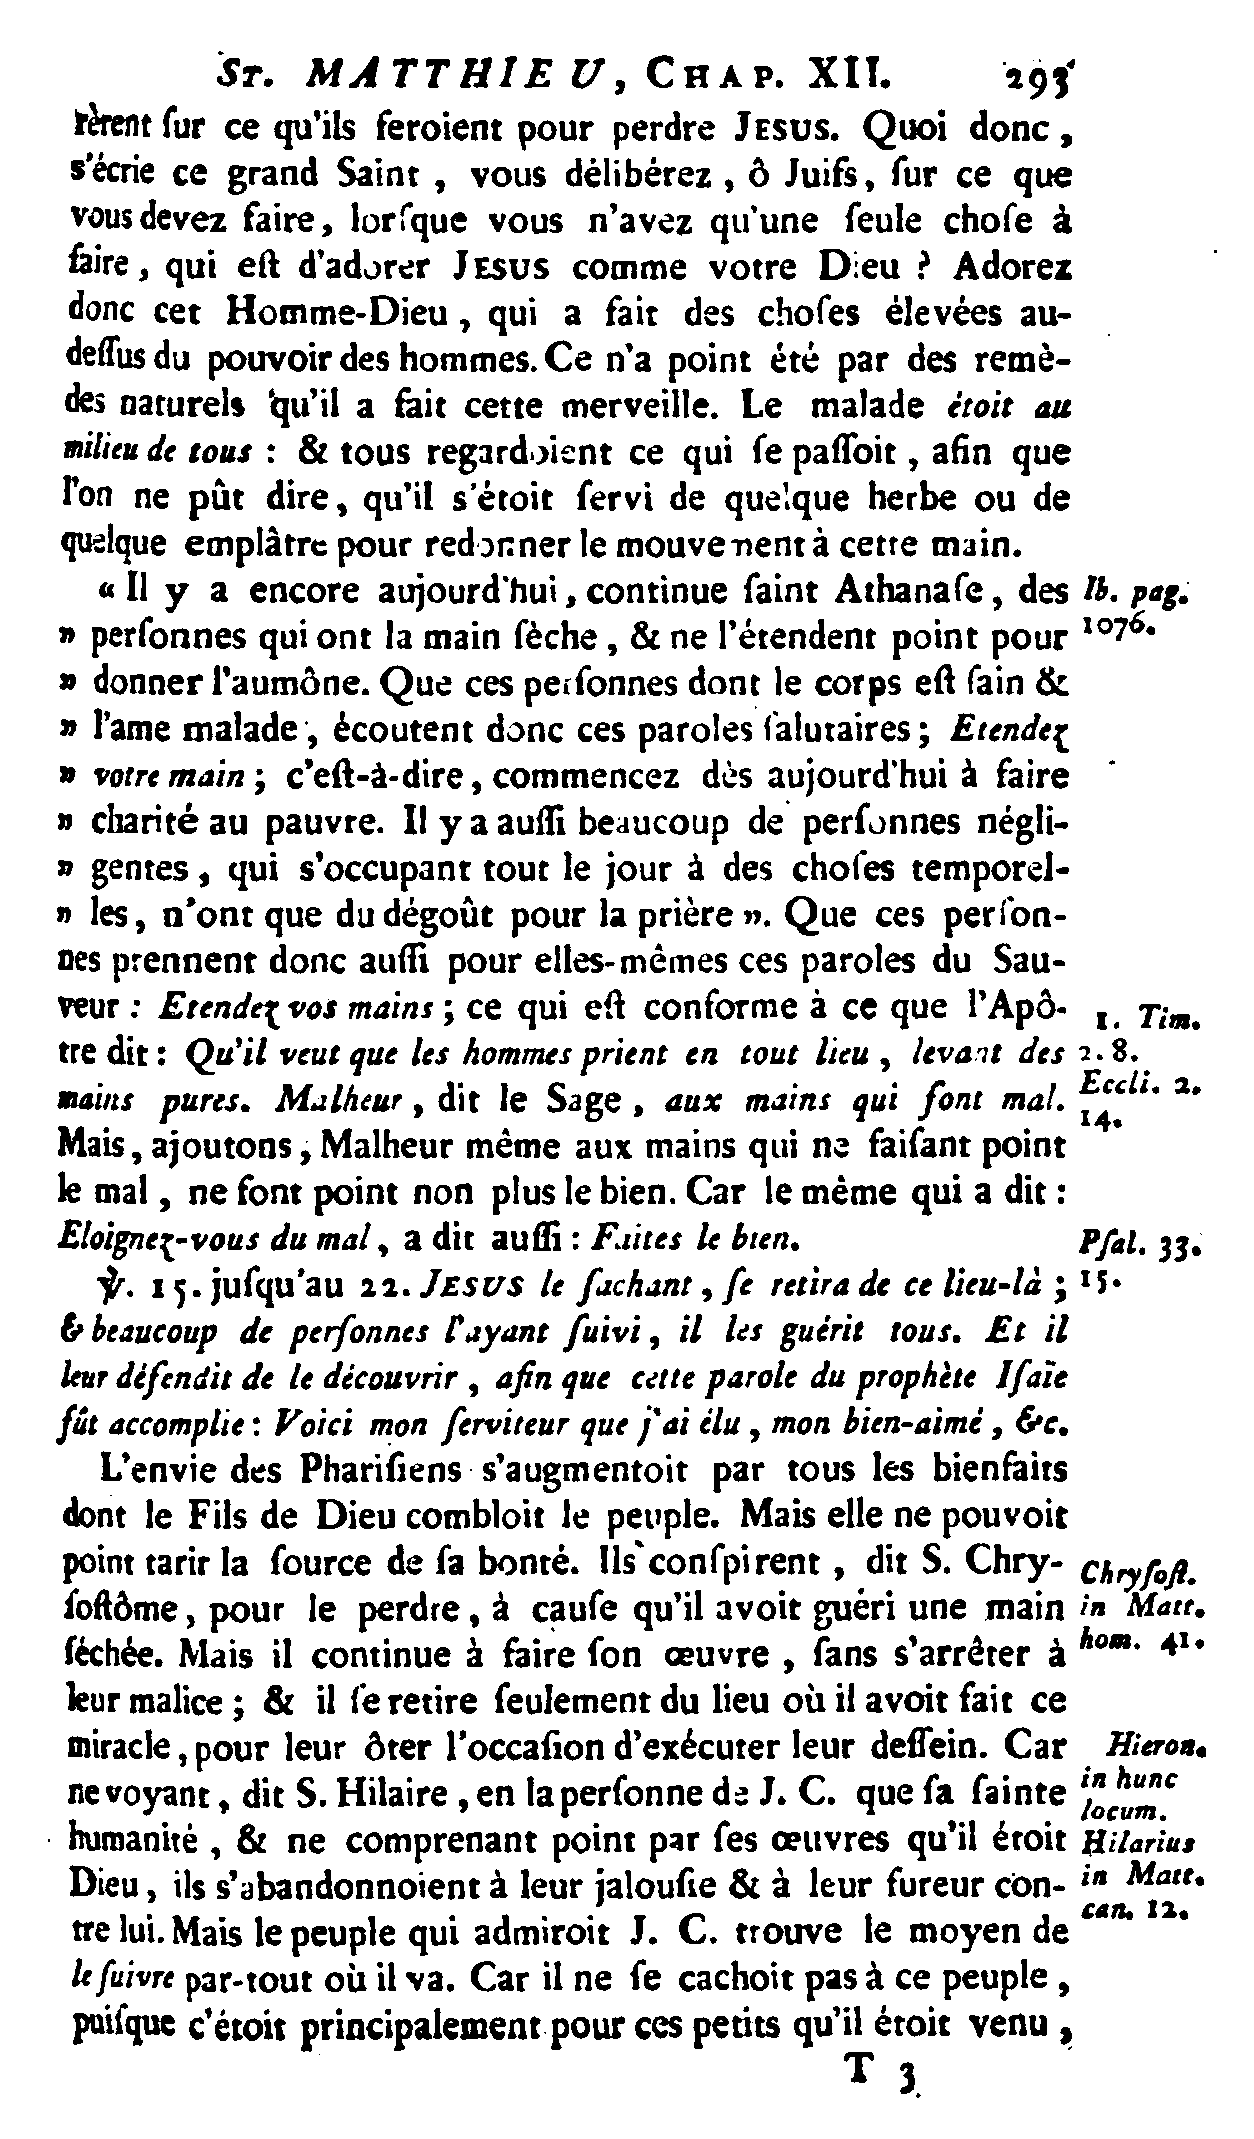 St. MATTHIEU, CHAP. XII. 293
rèrent ſur ce qu'ils feroient pour perdre JESUS. Quoi donc,
s'écrie ce grand Saint, vous délibérez, ô Juifs, ſur ce que
vous devez faire, lorſque vous n'avez qu'une ſeule choſe à
faire, qui eſt d'adorer JESUS comme votre Dieu ? Adorez
donc cet Homme-Dieu, qui a fait des choſes élevées au-
deſſus du pouvoir des hommes. Ce n'a point été par des remè-
des naturels qu'il a fait cette merveille. Le malade étoit au
milieu de tous : & tous regardoient ce qui ſe paſſoit, afin que
l'on ne pût dire, qu'il s'étoit ſervi de quelque herbe ou de
quelque emplâtre pour redonner le mouvement à cette main.
« Il y a encore aujourd'hui, continue ſaint Athanaſe, des Ib. pag.
» perſonnes qui ont la main ſèche, & ne l'étendent point pour 1076.
» donner l'aumône. Que ces perſonnes dont le corps eſt ſain &
» l'ame malade, écoutent donc ces paroles ſalutaires ; Etendez
» votre main ; c'eſt-à-dire, commencez dès aujourd'hui à faire
» charité au pauvre. Il y a auſſi beaucoup de perſonnes négli-
» gentes, qui s'occupant tout le jour à des choſes temporel-
» les, n'ont que du dégoût pour la prière ». Que ces perſon-
nes prennent donc auſſi pour elles-mêmes ces paroles du Sau-
veur : Etendez vos mains ; ce qui eſt conforme à ce que l'Apô- 1. Tim.
tre dit : Qu'il veut que les hommes prient en tout lieu, levant des 2. 8.
mains pures. Malheur, dit le Sage, aux mains qui font mal. Eccli. 2.
14.
Mais, ajoutons, Malheur même aux mains qui ne faiſant point
le mal, ne font point non plus le bien. Car le même qui a dit :
Eloignez-vous du mal, a dit auſſi : Faites le bien. Pſal. 33.
℣. 15. juſqu'au 22. JESUS le ſachant, ſe retira de ce lieu-là ; 15.
& beaucoup de perſonnes l'ayant ſuivi, il les guérit tous. Et il
leur défendit de le découvrir, afin que cette parole du prophète Iſaïe
fût accomplie : Voici mon ſerviteur que j'ai élu, mon bien-aimé, &c.
L'envie des Phariſiens s'augmentoit par tous les bienfaits
dont le Fils de Dieu combloit le peuple. Mais elle ne pouvoit
point tarir la ſource de ſa bonté. Ils conſpirent, dit S. Chry- Chryſoſt.
ſoſtôme, pour le perdre, à cauſe qu'il avoit guéri une main in Matt.
ſéchée. Mais il continue à faire ſon œuvre, ſans s'arrêter à hom. 41.
leur malice ; & il ſe retire ſeulement du lieu où il avoit fait ce
miracle, pour leur ôter l'occaſion d'exécuter leur deſſein. Car Hieron.
ne voyant, dit S. Hilaire, en la perſonne de J. C. que ſa ſainte in hunc
locum.
humanité, & ne comprenant point par ſes œuvres qu'il étoit Hilarius
Dieu, ils s'abandonnoient à leur jalouſie & à leur fureur con- in Matt.
tre lui. Mais le peuple qui admiroit J. C. trouve le moyen de can. 12.
le ſuivre par-tout où il va. Car il ne ſe cachoit pas à ce peuple,
puiſque c'étoit principalement pour ces petits qu'il étoit venu,
T 3